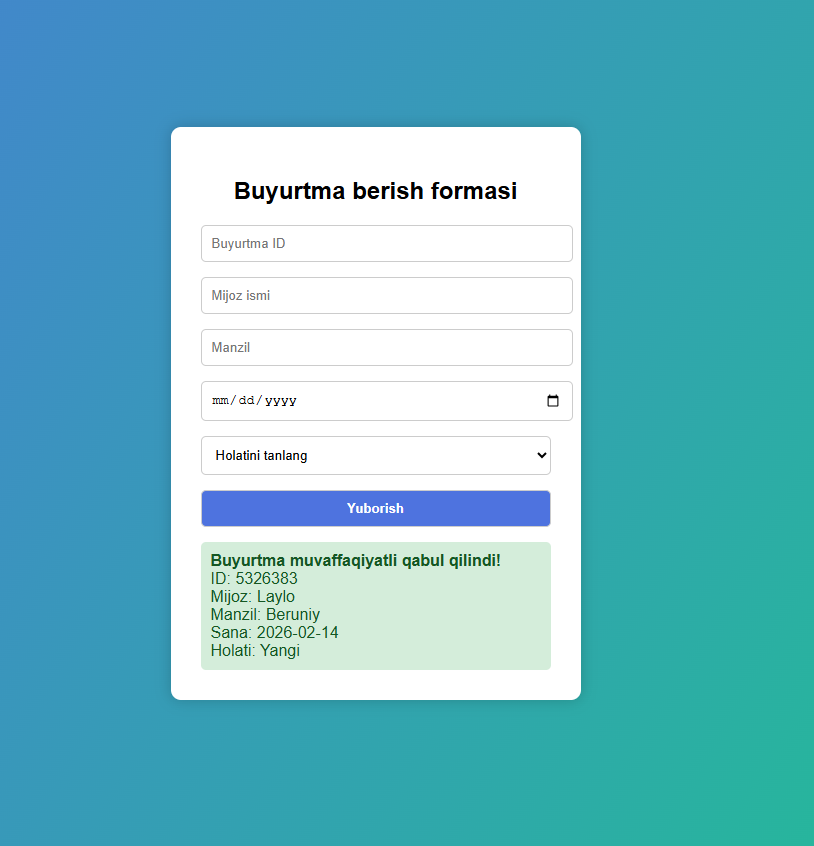 Buyurtma berish formasi
Buyurtma ID
Mijoz ismi
Manzil
mm/dd/yyyy
Holatini tanlang
Yuborish
Buyurtma muvaffaqiyatli qabul qilindi!
ID: 5326383
Mijoz: Laylo
Manzil: Beruniy
Sana: 2026-02-14
Holati: Yangi